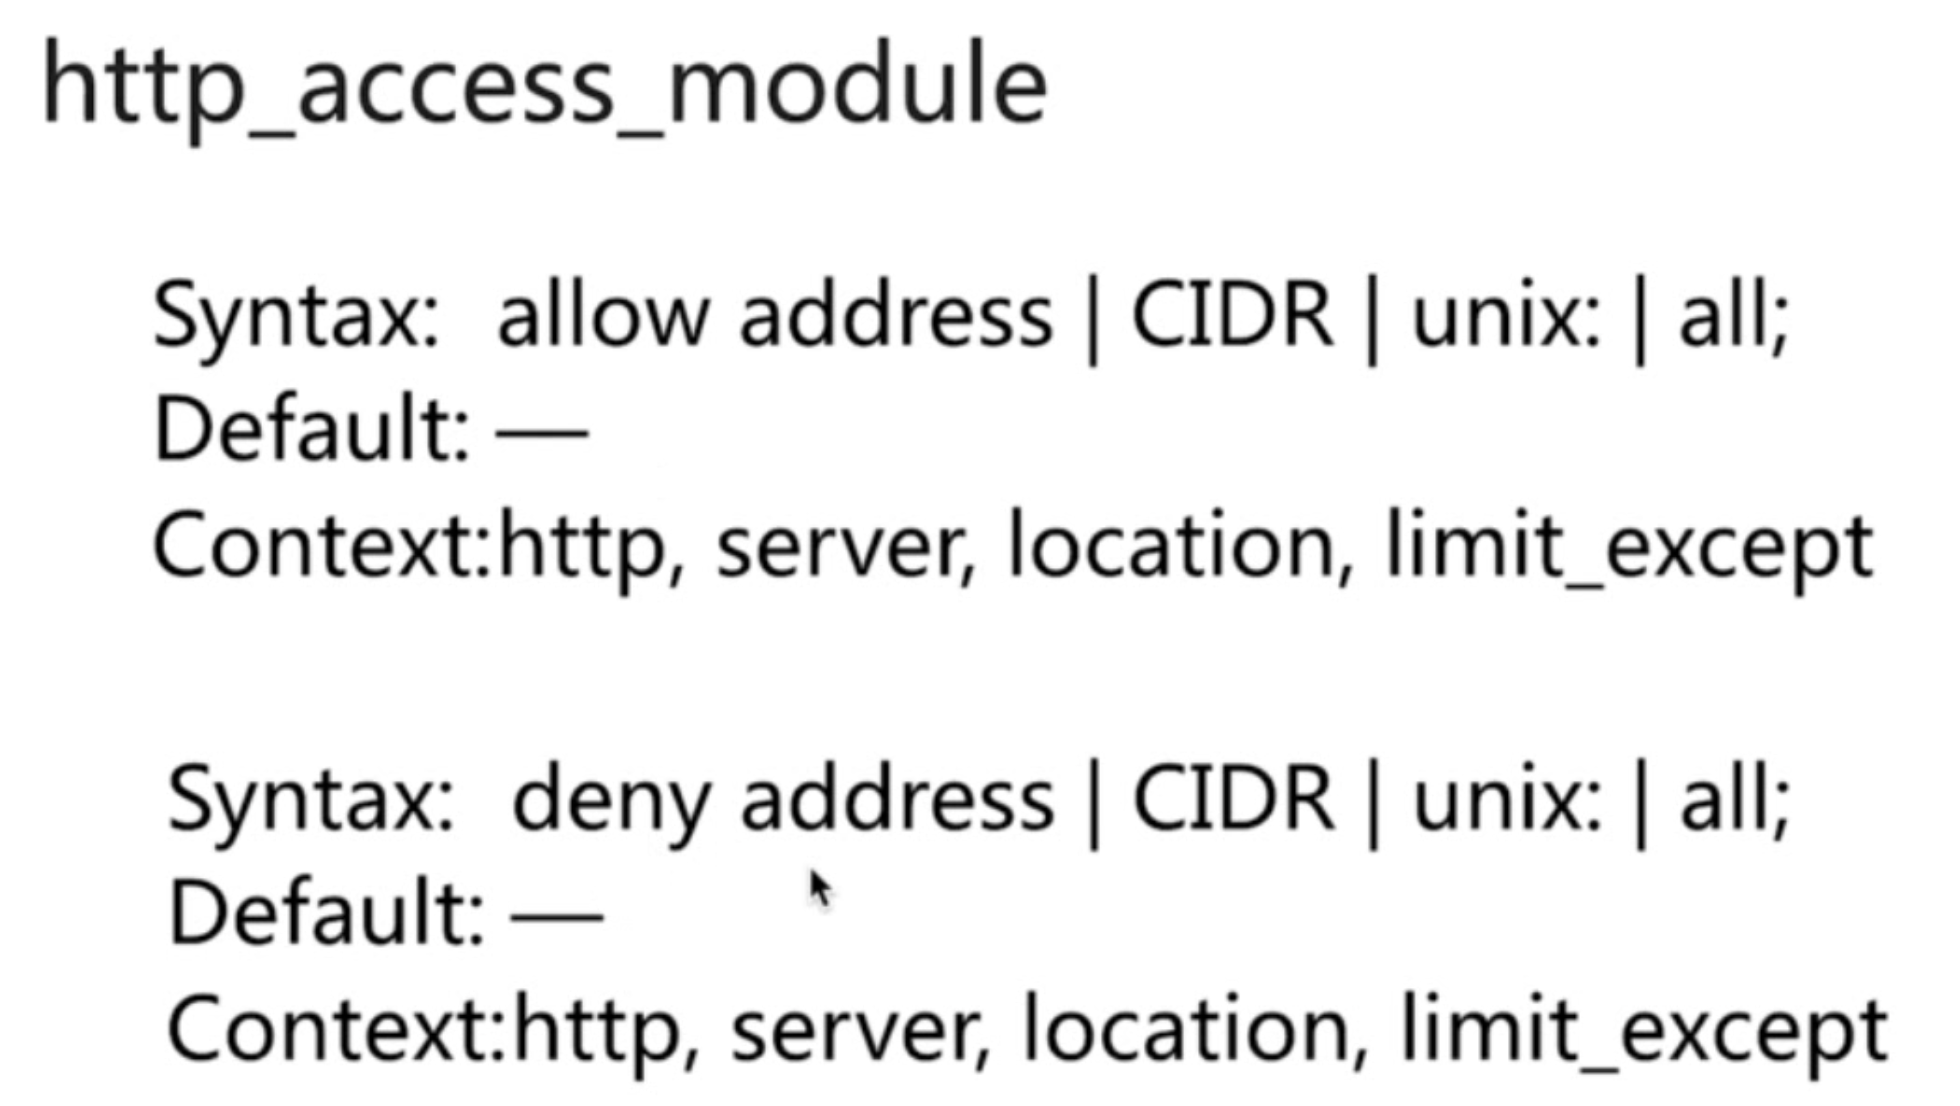 http_access_module
Syntax: allow address | CIDR | unix: | all;
Default: —
Context:http, server, location, limit_except
Syntax: deny address | CIDR | unix: | all;
Default: —
Context:http, server, location, limit_except